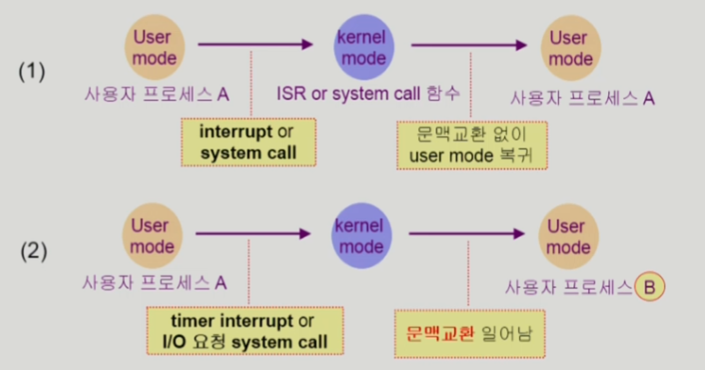 (1)
User
mode
kernel
mode
User
mode
사용자 프로세스 A
ISR or system call 함수
사용자 프로세스 A
interrupt or
system call
문맥교환 없이
user mode 복귀
(2)
User
mode
kernel
mode
User
mode
사용자 프로세스 A
사용자 프로세스 B
timer interrupt or
I/O 요청 system call
문맥교환 일어남